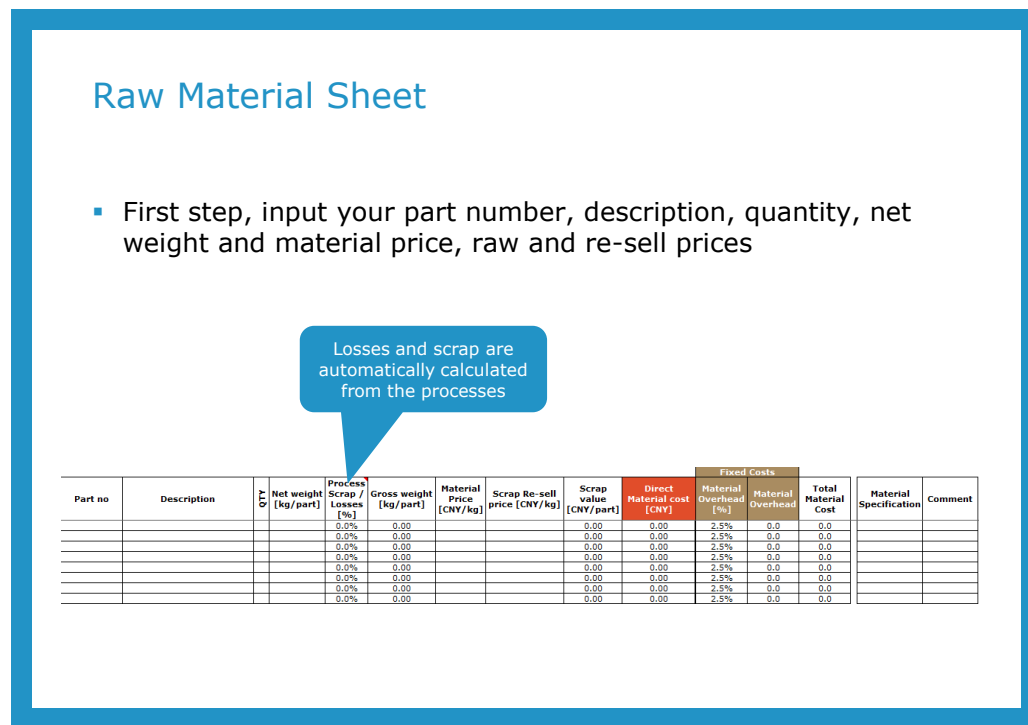 Raw Material Sheet
First step, input your part number, description, quantity, net
weight and material price, raw and re-sell prices
Losses and scrap are
automatically calculated
from the processes
Fixed Costs
Part no Description QTY Net weight [kg/part] Process Scrap / Losses [%] Gross weight [kg/part] Material Price [CNY/kg] Scrap Re-sell price [CNY/kg] Scrap value [CNY/part] Direct Material cost [CNY] Material Overhead [%] Material Overhead Total Material Cost Material Specification Comment
0.0% 0.00 0.00 0.00 2.5% 0.0 0.0
0.0% 0.00 0.00 0.00 2.5% 0.0 0.0
0.0% 0.00 0.00 0.00 2.5% 0.0 0.0
0.0% 0.00 0.00 0.00 2.5% 0.0 0.0
0.0% 0.00 0.00 0.00 2.5% 0.0 0.0
0.0% 0.00 0.00 0.00 2.5% 0.0 0.0
0.0% 0.00 0.00 0.00 2.5% 0.0 0.0
0.0% 0.00 0.00 0.00 2.5% 0.0 0.0